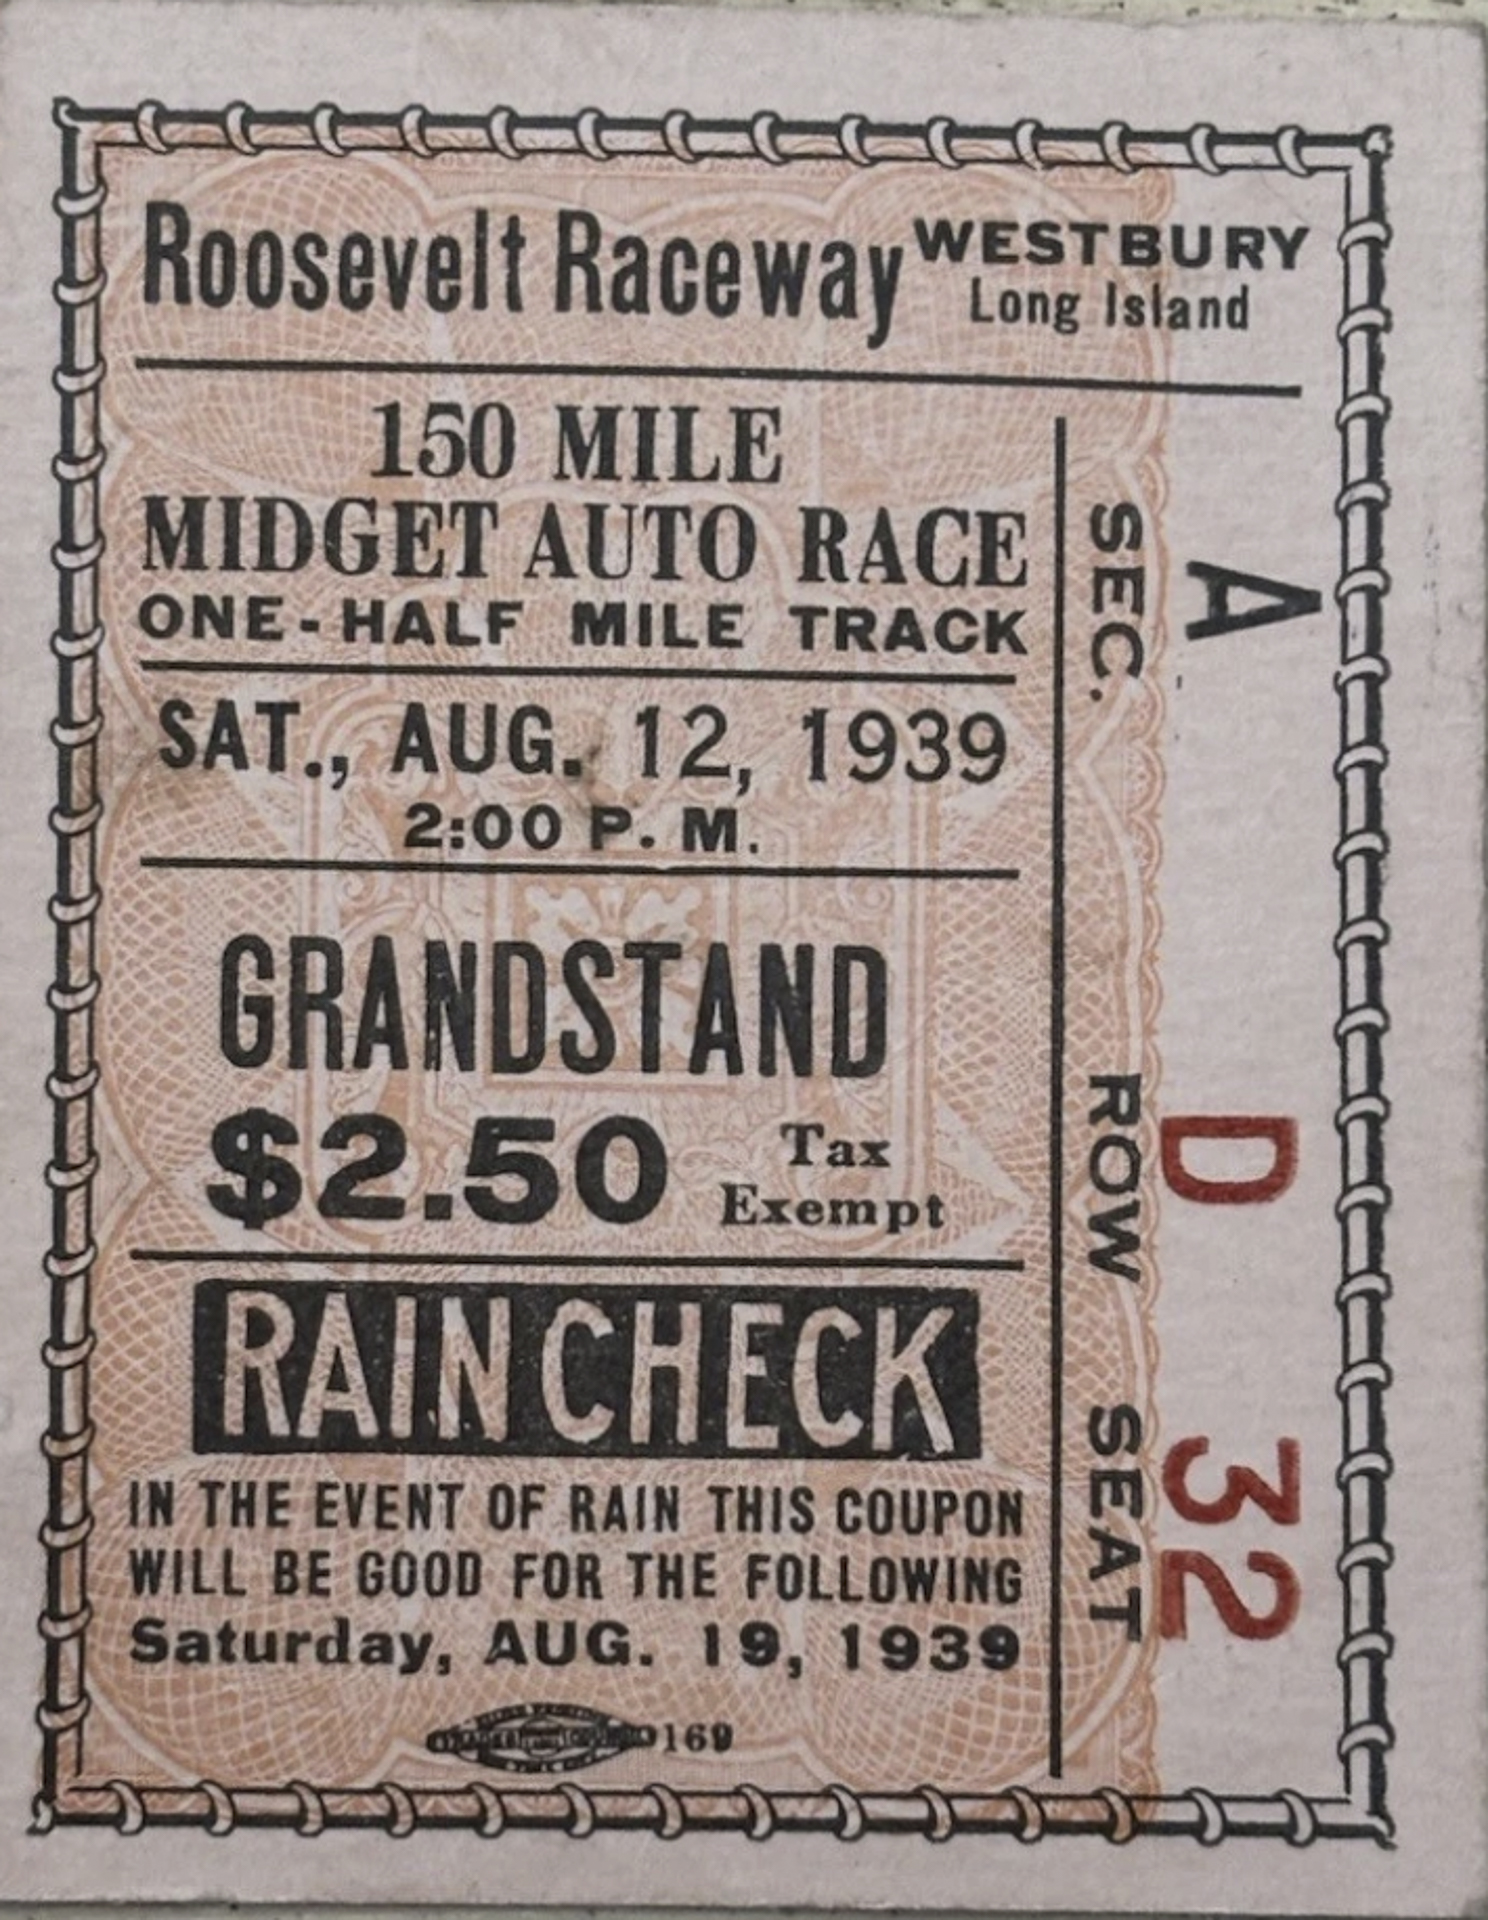 Roosevelt Raceway WESTBURY
Long Island
150 MILE
MIDGET AUTO RACE
ONE-HALF MILE TRACK
SAT., AUG. 12, 1939
2:00 P. M.
GRANDSTAND
$2.50 Tax
Exempt
RAIN CHECK
IN THE EVENT OF RAIN THIS COUPON
WILL BE GOOD FOR THE FOLLOWING
Saturday, AUG. 19, 1939
169
A D 32
SEC. ROW SEAT